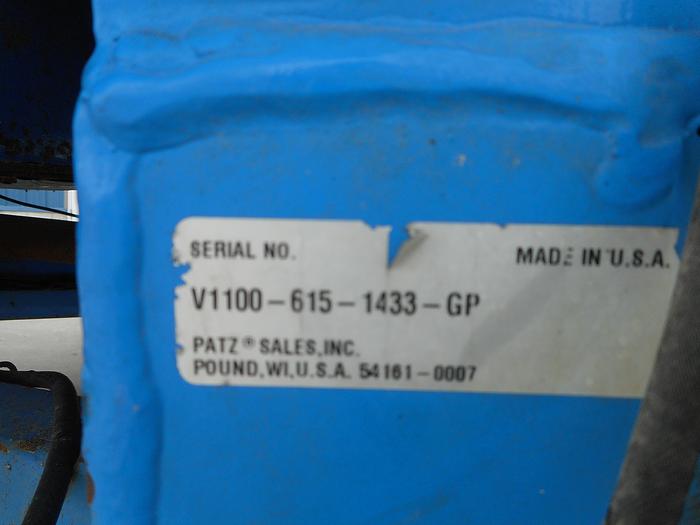 SERIAL NO. MADE IN U.S.A.
V1100-615-1433-GP
PATZ® SALES, INC.
POUND, WI, U.S.A. 54161-0007